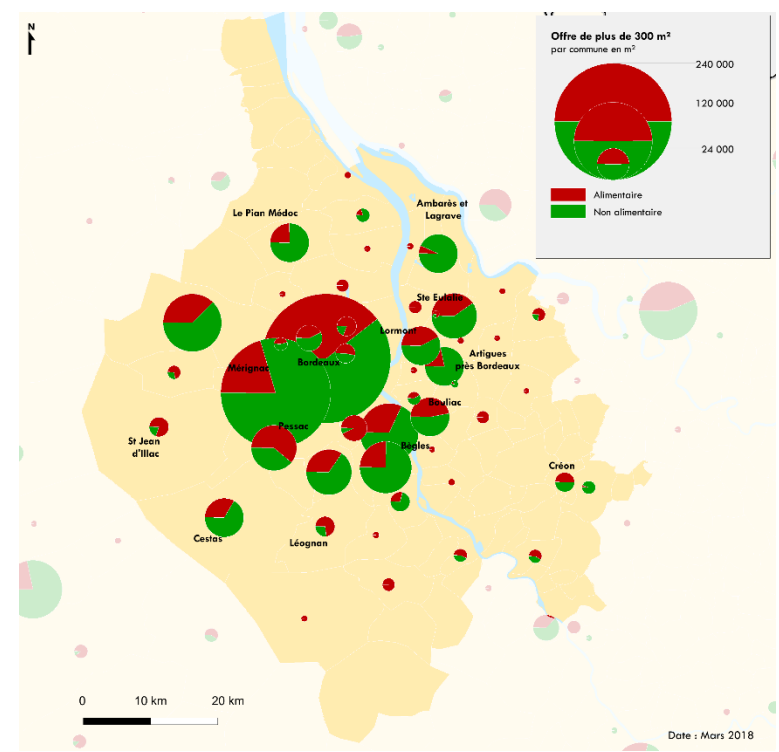 N
Offre de plus de 300 m²
par commune en m²
240 000
120 000
24 000
Alimentaire
Non alimentaire
Le Pian Médoc
Ambarès et
Lagrave
Ste Eulalie
Lormont
Artigues
près Bordeaux
Bordeaux
Mérignac
Bouliac
Pessac
St Jean
d'Illac
Bègles
Créon
Cestas
Léognan
0 10 km 20 km
Date : Mars 2018